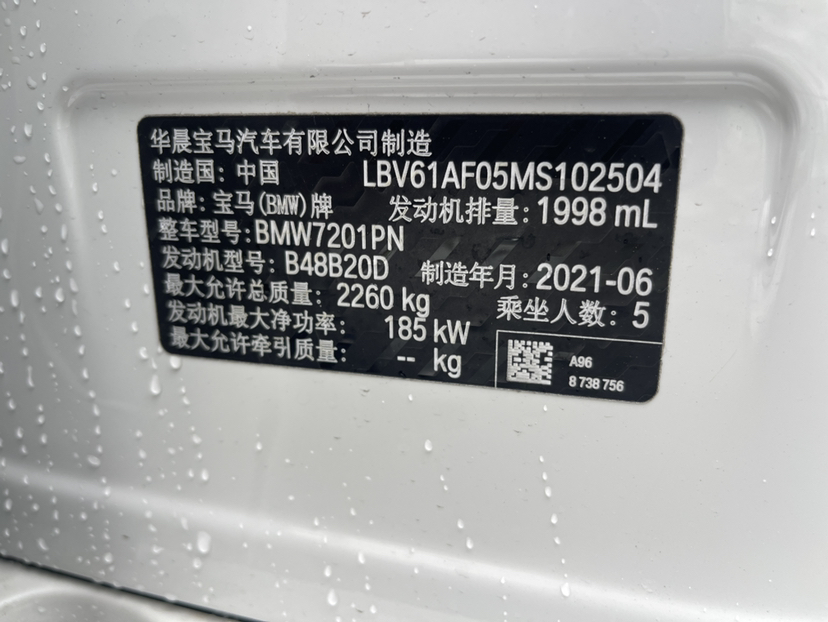 华晨宝马汽车有限公司制造
制造国: 中国 LBV61AF05MS102504
品牌: 宝马(BMW)牌 发动机排量: 1998 mL
整车型号: BMW7201PN
发动机型号: B48B20D 制造年月: 2021-06
最大允许总质量: 2260 kg 乘坐人数: 5
发动机最大净功率: 185 kW
最大允许牵引质量: -- kg
A96
8 738 756